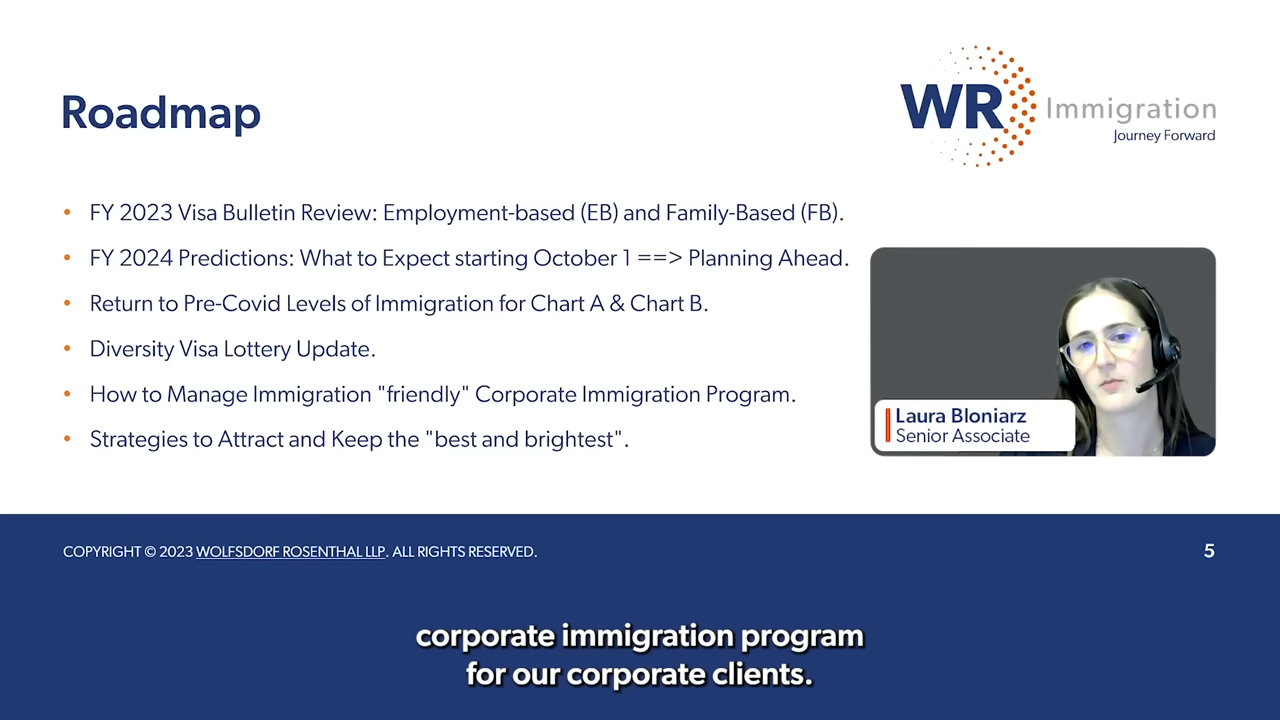 Roadmap
WR Immigration
Journey Forward
• FY 2023 Visa Bulletin Review: Employment-based (EB) and Family-Based (FB).
• FY 2024 Predictions: What to Expect starting October 1 ==> Planning Ahead.
• Return to Pre-Covid Levels of Immigration for Chart A & Chart B.
• Diversity Visa Lottery Update.
• How to Manage Immigration "friendly" Corporate Immigration Program.
• Strategies to Attract and Keep the "best and brightest".
Laura Bloniarz
Senior Associate
COPYRIGHT © 2023 WOLFSDORF ROSENTHAL LLP. ALL RIGHTS RESERVED.
5
corporate immigration program
for our corporate clients.